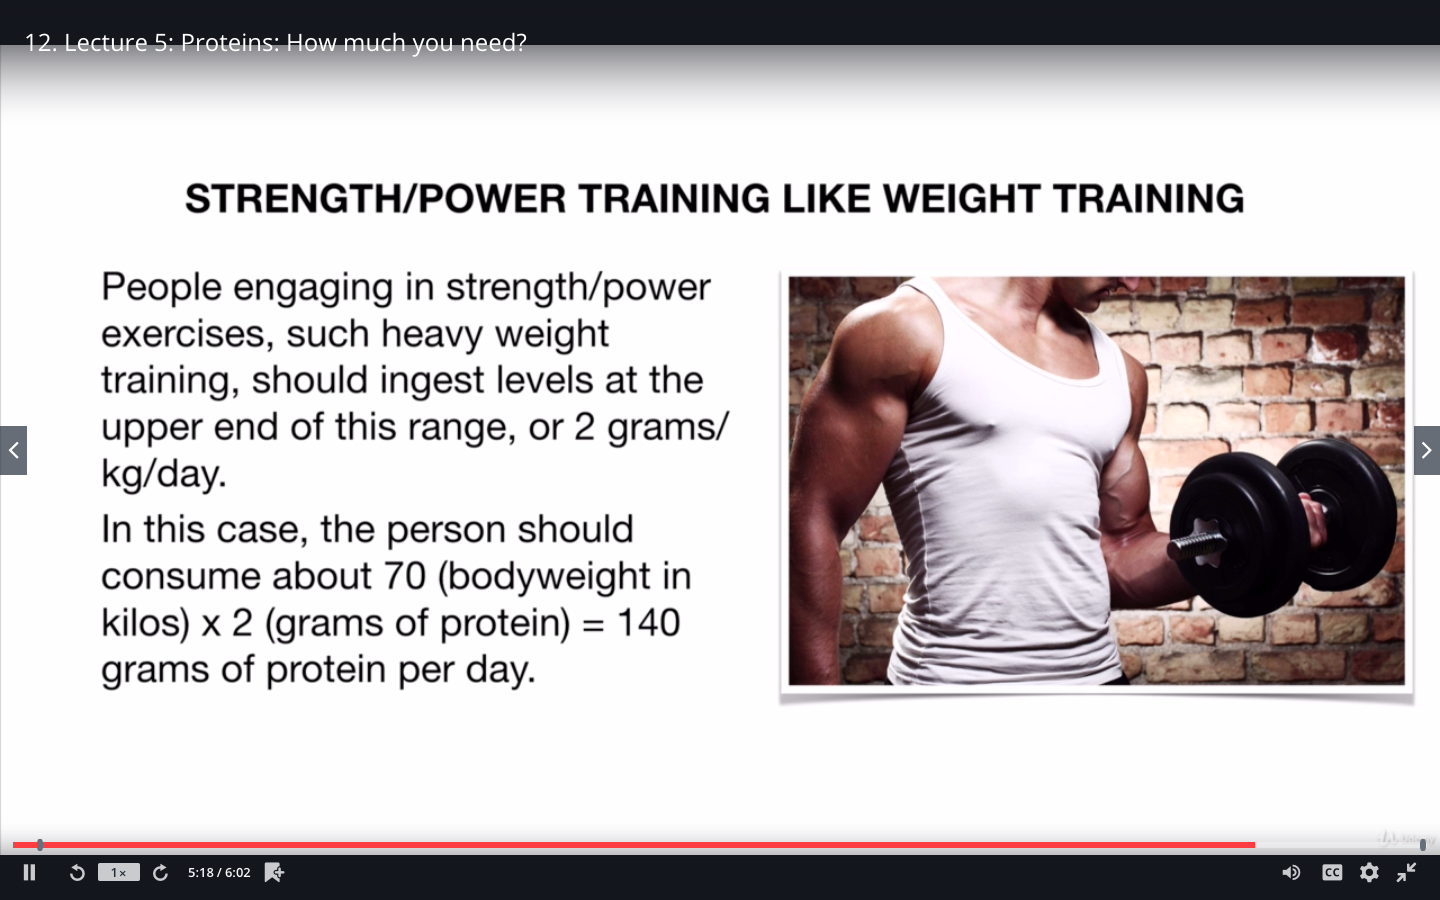 12. Lecture 5: Proteins: How much you need?
STRENGTH/POWER TRAINING LIKE WEIGHT TRAINING
People engaging in strength/power
exercises, such heavy weight
training, should ingest levels at the
upper end of this range, or 2 grams/
kg/day.
In this case, the person should
consume about 70 (bodyweight in
kilos) x 2 (grams of protein) = 140
grams of protein per day.
1×
5:18 / 6:02
CC